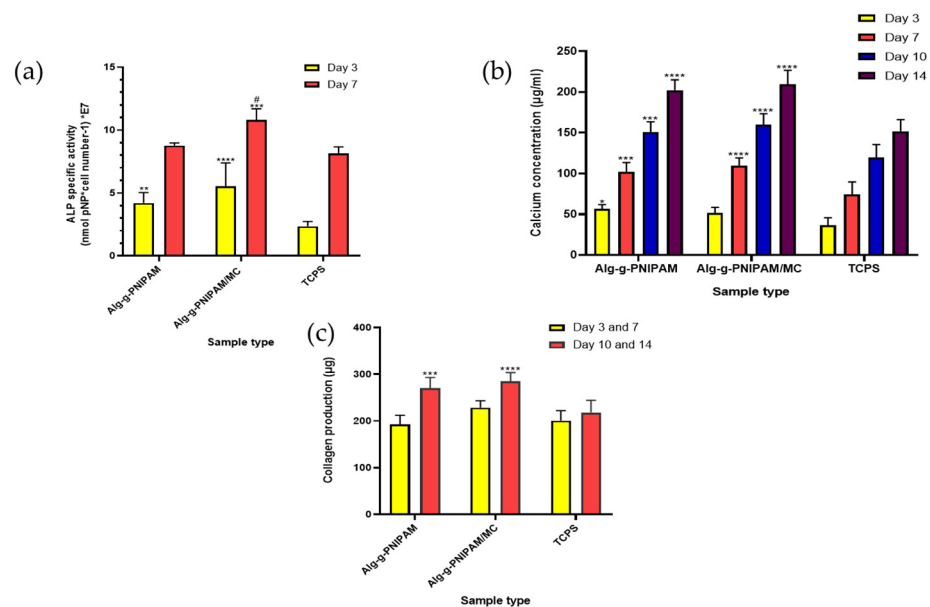 (a)
Day 3
Day 7
ALP specific activity
(nmol pNP*cell number-1) *E7
15
10
5
0
**
****
#
***
Alg-g-PNIPAM
Alg-g-PNIPAM/MC
TCPS
Sample type
(b)
Day 3
Day 7
Day 10
Day 14
Calcium concentration (µg/ml)
250
200
150
100
50
0
*
***
***
****
****
****
****
Alg-g-PNIPAM
Alg-g-PNIPAM/MC
TCPS
Sample type
(c)
Day 3 and 7
Day 10 and 14
Collagen production (µg)
400
300
200
100
0
***
****
Alg-g-PNIPAM
Alg-g-PNIPAM/MC
TCPS
Sample type